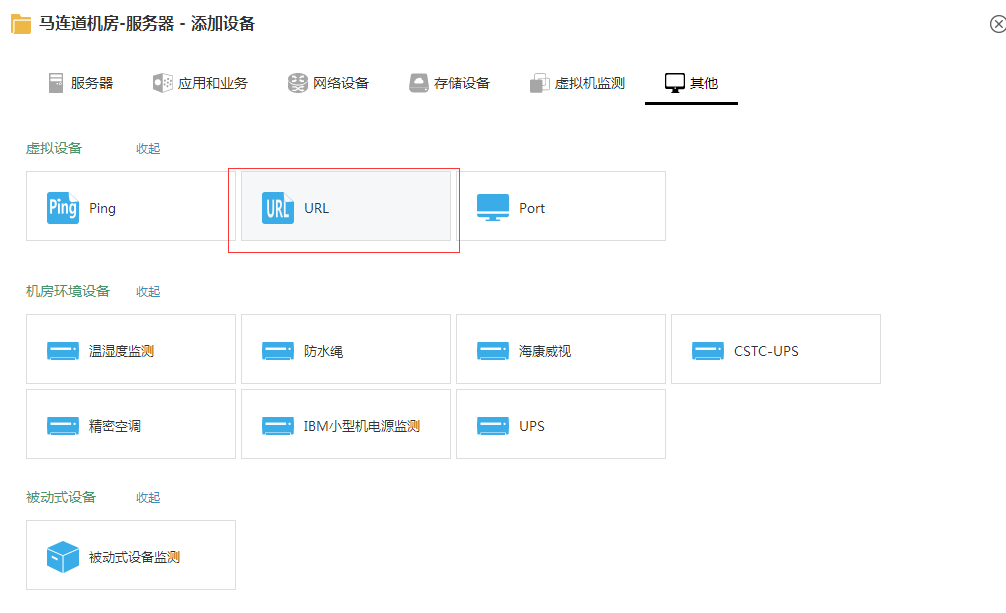 马连道机房-服务器 - 添加设备
服务器 应用和业务 网络设备 存储设备 虚拟机监测 其他
虚拟设备 收起
Ping Ping URL URL Port
机房环境设备 收起
温湿度监测 防水绳 海康威视 CSTC-UPS
精密空调 IBM小型机电源监测 UPS
被动式设备 收起
被动式设备监测